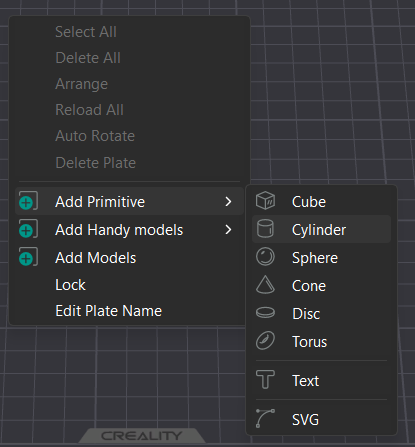 Select All
Delete All
Arrange
Reload All
Auto Rotate
Delete Plate
Add Primitive
Add Handy models
Add Models
Lock
Edit Plate Name
Cube
Cylinder
Sphere
Cone
Disc
Torus
Text
SVG
CREALITY